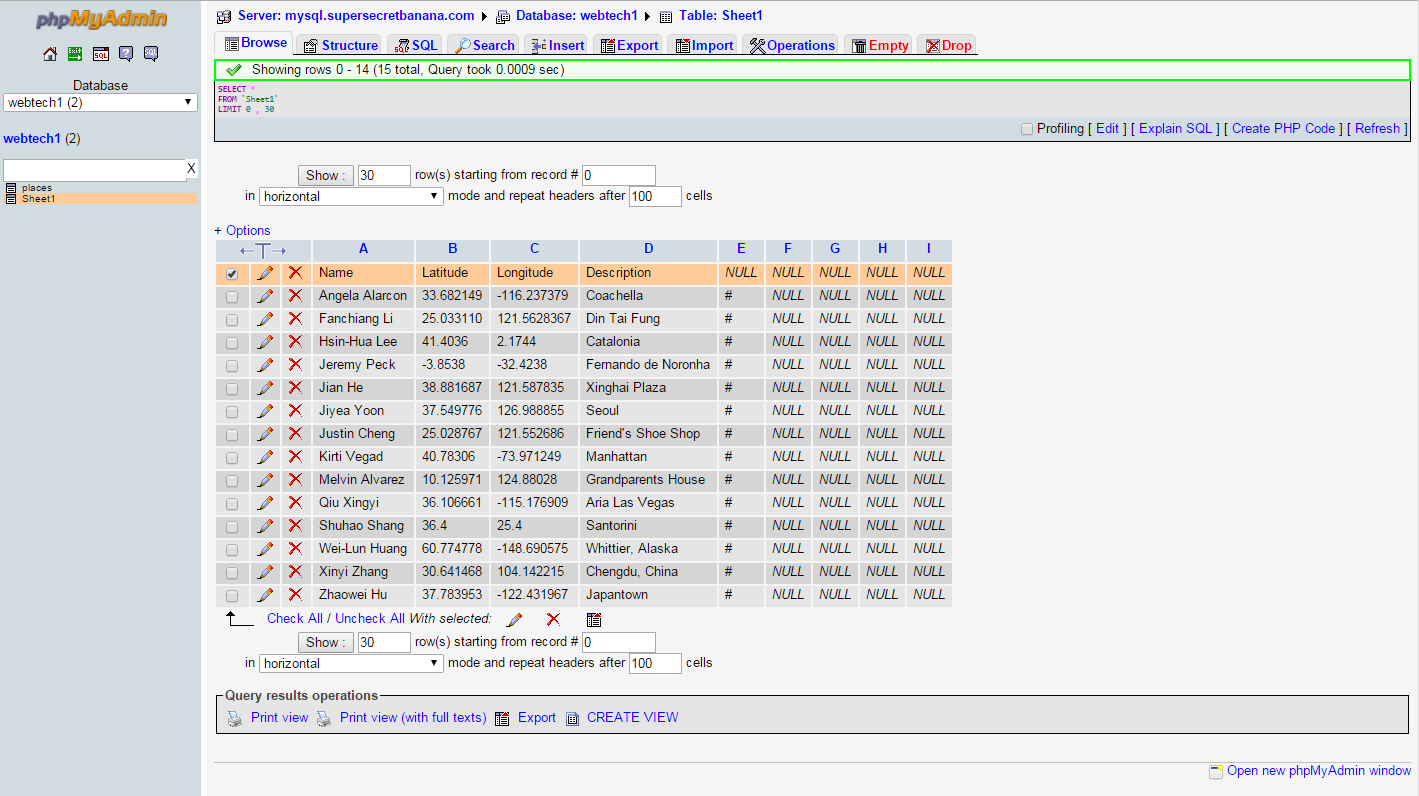 phpMyAdmin
Database
webtech1 (2)
webtech1 (2)
X
places
Sheet1
Server: mysql.supersecretbanana.com Database: webtech1 Table: Sheet1
Browse Structure SQL Search Insert Export Import Operations Empty Drop
Showing rows 0 - 14 (15 total, Query took 0.0009 sec)
SELECT *
FROM `Sheet1`
LIMIT 0 , 30
Profiling [ Edit ] [ Explain SQL ] [ Create PHP Code ] [ Refresh ]
Show : 30 row(s) starting from record # 0
in horizontal mode and repeat headers after 100 cells
+ Options
←T→ A B C D E F G H I
Name Latitude Longitude Description NULL NULL NULL NULL NULL
Angela Alarcon 33.682149 -116.237379 Coachella # NULL NULL NULL NULL
Fanchiang Li 25.033110 121.5628367 Din Tai Fung # NULL NULL NULL NULL
Hsin-Hua Lee 41.4036 2.1744 Catalonia # NULL NULL NULL NULL
Jeremy Peck -3.8538 -32.4238 Fernando de Noronha # NULL NULL NULL NULL
Jian He 38.881687 121.587835 Xinghai Plaza # NULL NULL NULL NULL
Jiyea Yoon 37.549776 126.988855 Seoul # NULL NULL NULL NULL
Justin Cheng 25.028767 121.552686 Friend's Shoe Shop # NULL NULL NULL NULL
Kirti Vegad 40.78306 -73.971249 Manhattan # NULL NULL NULL NULL
Melvin Alvarez 10.125971 124.88028 Grandparents House # NULL NULL NULL NULL
Qiu Xingyi 36.106661 -115.176909 Aria Las Vegas # NULL NULL NULL NULL
Shuhao Shang 36.4 25.4 Santorini # NULL NULL NULL NULL
Wei-Lun Huang 60.774778 -148.690575 Whittier, Alaska # NULL NULL NULL NULL
Xinyi Zhang 30.641468 104.142215 Chengdu, China # NULL NULL NULL NULL
Zhaowei Hu 37.783953 -122.431967 Japantown # NULL NULL NULL NULL
Check All / Uncheck All With selected:
Show : 30 row(s) starting from record # 0
in horizontal mode and repeat headers after 100 cells
Query results operations
Print view Print view (with full texts) Export CREATE VIEW
Open new phpMyAdmin window